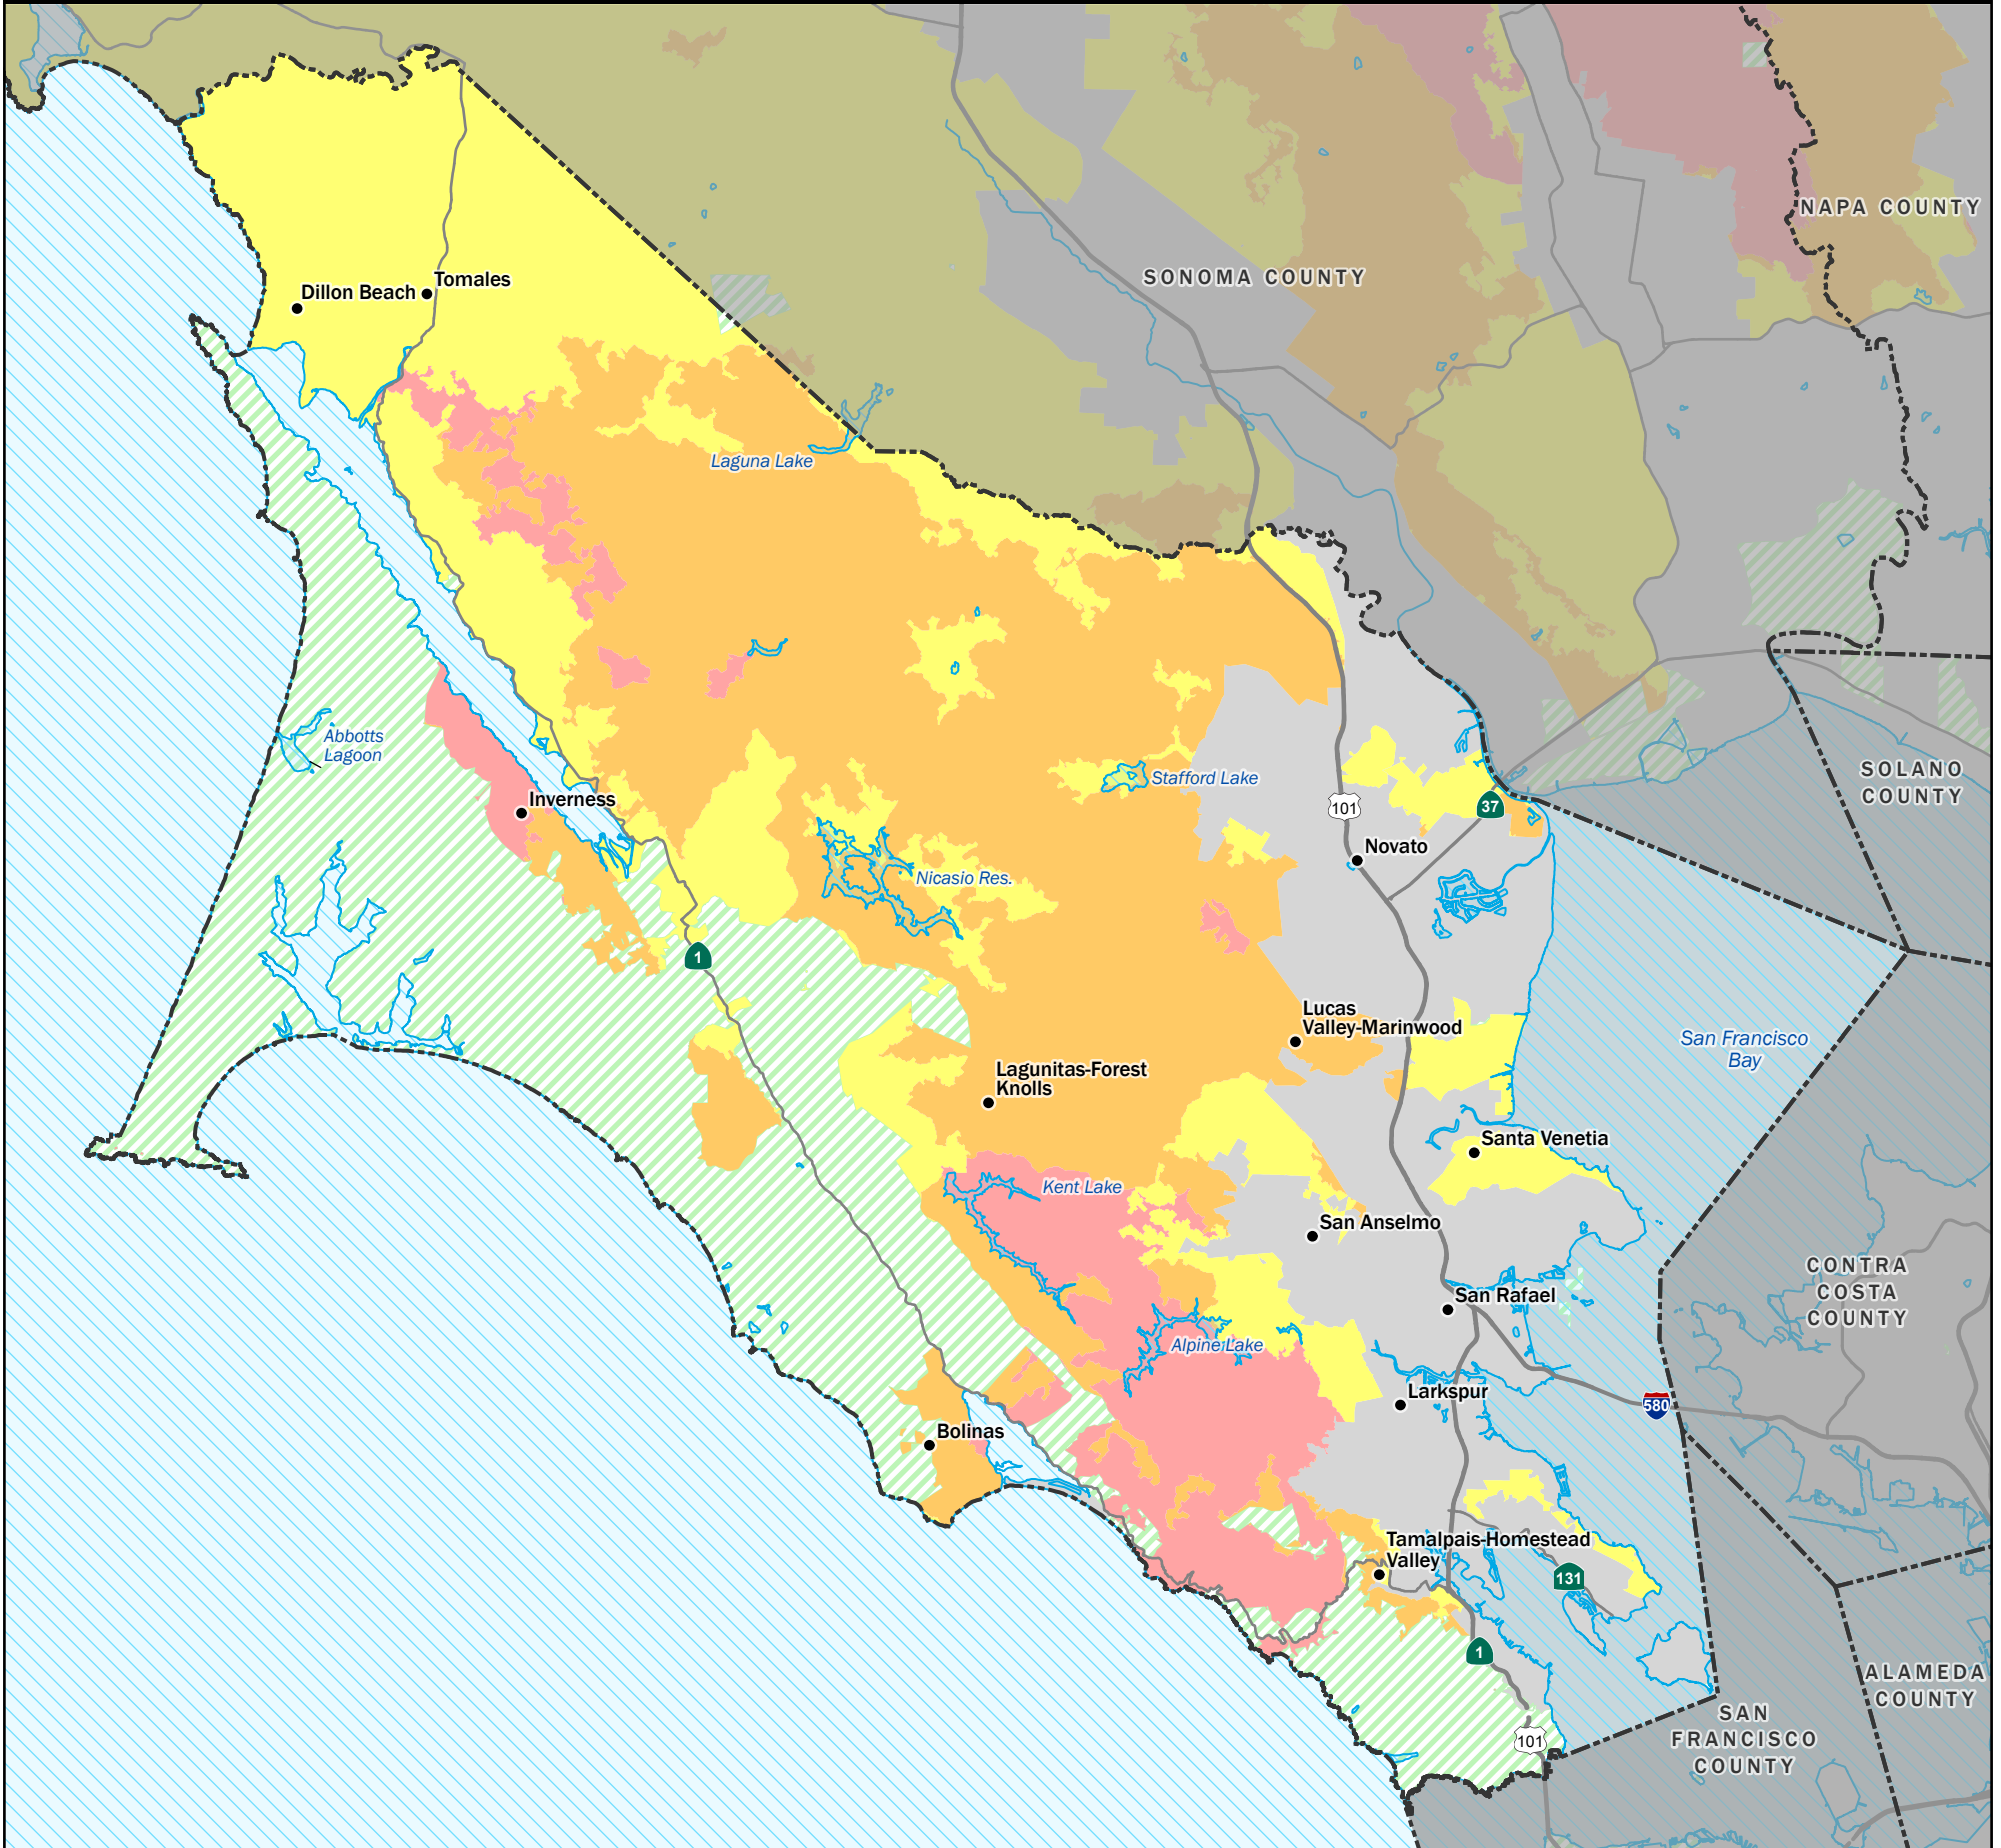 NAPA COUNTY
SONOMA COUNTY
Tomales
Dillon Beach
Laguna Lake
Abbotts
Lagoon
Inverness
Stafford Lake
SOLANO
COUNTY
101
37
Novato
Nicasio Res.
1
Lucas
Valley-Marinwood
San Francisco
Bay
Lagunitas-Forest
Knolls
Santa Venetia
Kent Lake
San Anselmo
CONTRA
COSTA
COUNTY
San Rafael
Alpine Lake
Larkspur
580
Bolinas
Tamalpais-Homestead
Valley
131
1
ALAMEDA
COUNTY
SAN
FRANCISCO
COUNTY
101